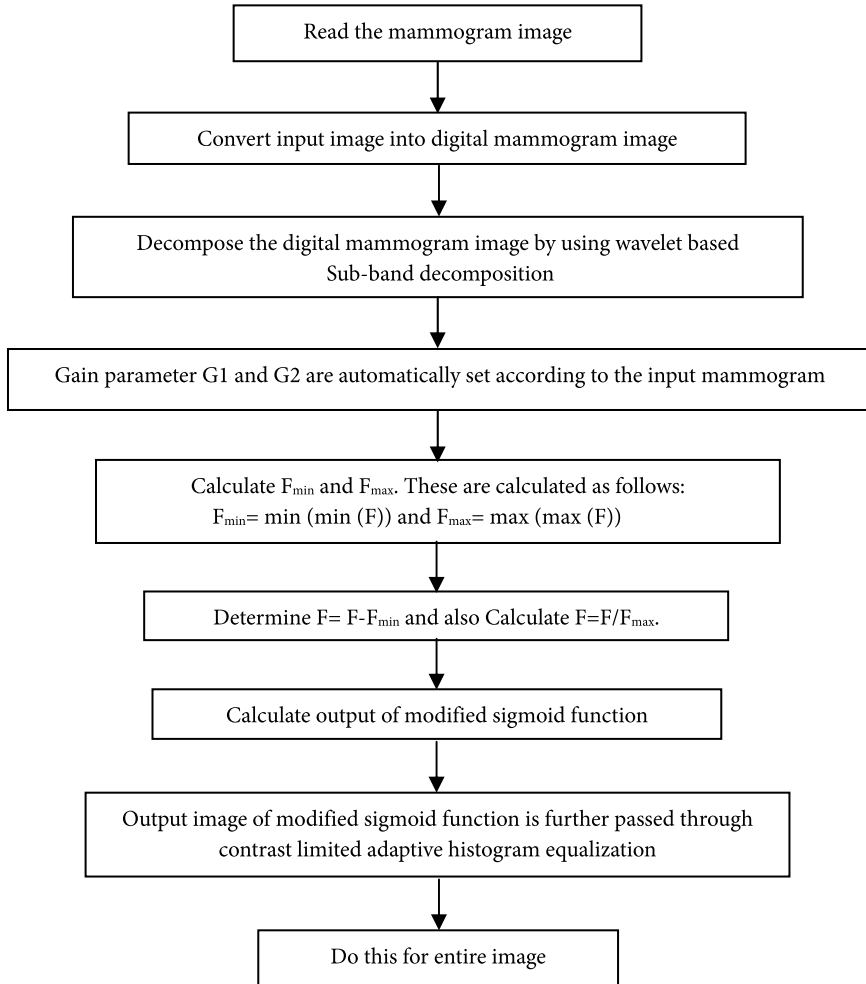 Read the mammogram image
Convert input image into digital mammogram image
Decompose the digital mammogram image by using wavelet based
Sub-band decomposition
Gain parameter G1 and G2 are automatically set according to the input mammogram
Calculate Fmin and Fmax. These are calculated as follows:
Fmin= min (min (F)) and Fmax= max (max (F))
Determine F= F-Fmin and also Calculate F=F/Fmax.
Calculate output of modified sigmoid function
Output image of modified sigmoid function is further passed through
contrast limited adaptive histogram equalization
Do this for entire image